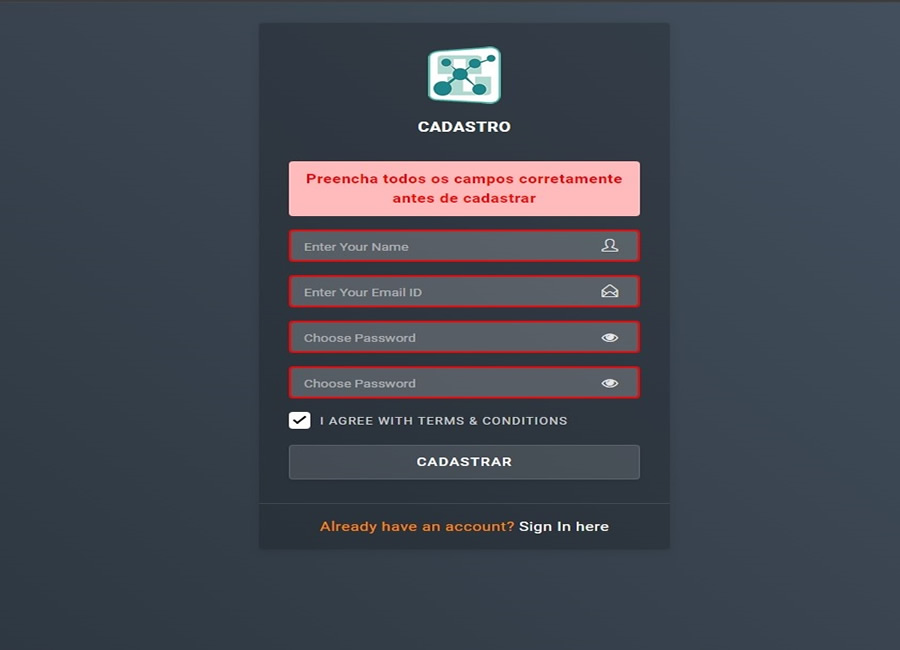 CADASTRO
Preencha todos os campos corretamente
antes de cadastrar
Enter Your Name
Enter Your Email ID
Choose Password
Choose Password
I AGREE WITH TERMS & CONDITIONS
CADASTRAR
Already have an account? Sign In here